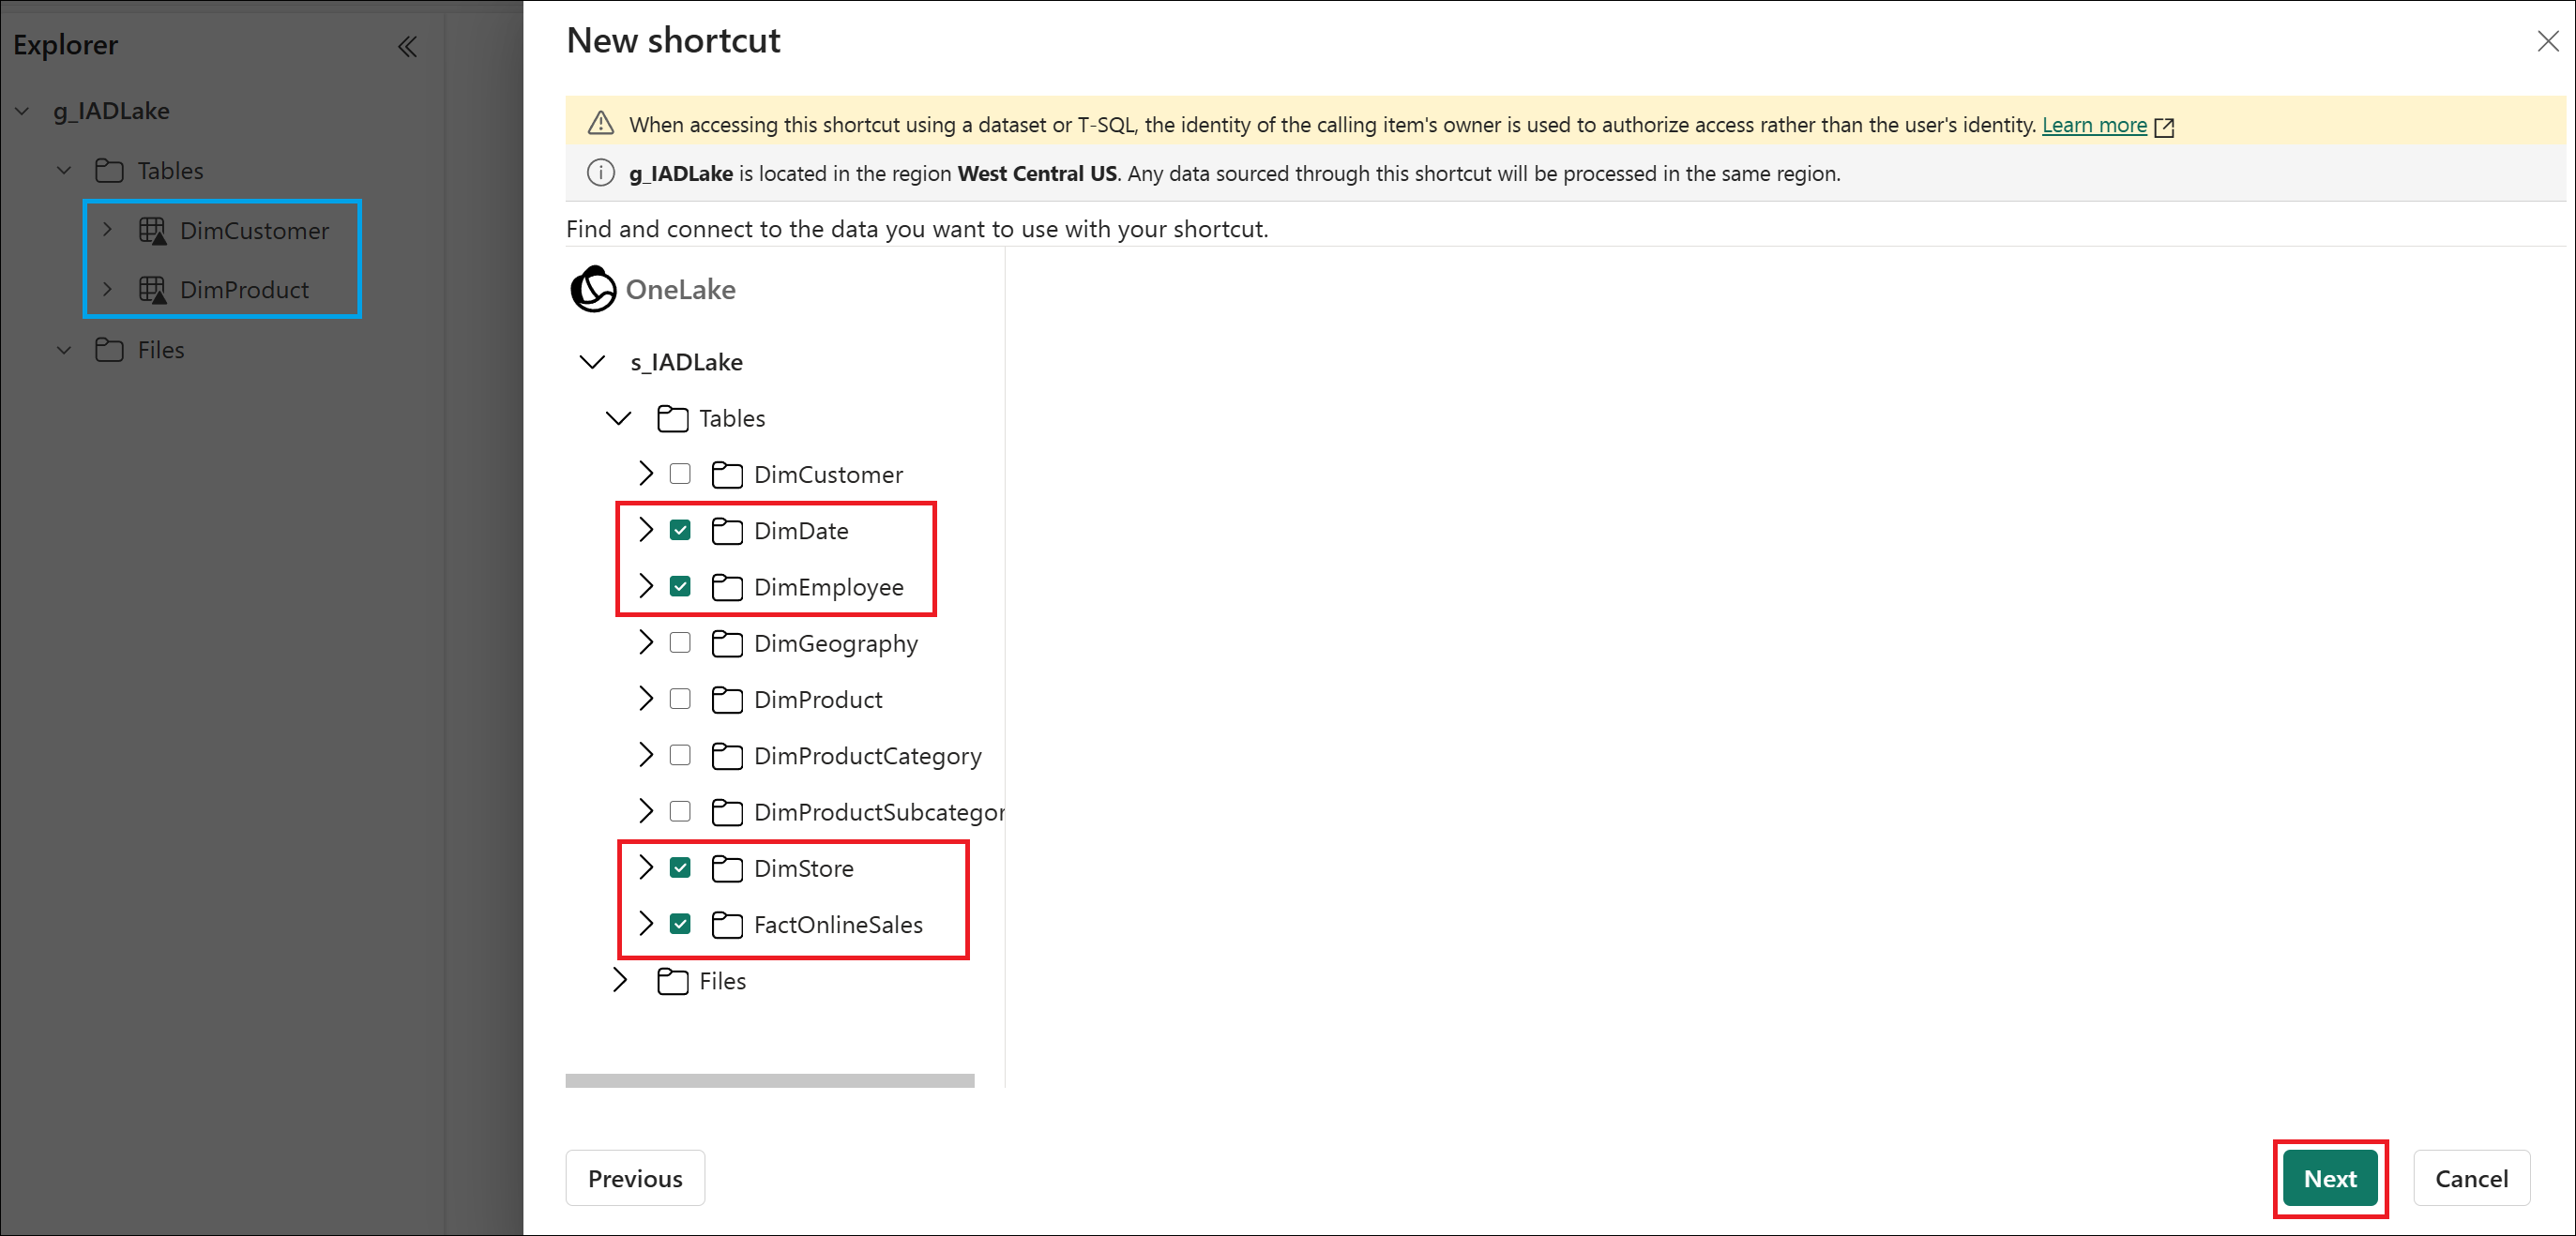 Explorer
g_IADLake
Tables
DimCustomer
DimProduct
Files
New shortcut
When accessing this shortcut using a dataset or T-SQL, the identity of the calling item's owner is used to authorize access rather than the user's identity. Learn more
g_IADLake is located in the region West Central US. Any data sourced through this shortcut will be processed in the same region.
Find and connect to the data you want to use with your shortcut.
OneLake
s_IADLake
Tables
DimCustomer
DimDate
DimEmployee
DimGeography
DimProduct
DimProductCategory
DimProductSubcategor
DimStore
FactOnlineSales
Files
Previous
Next
Cancel